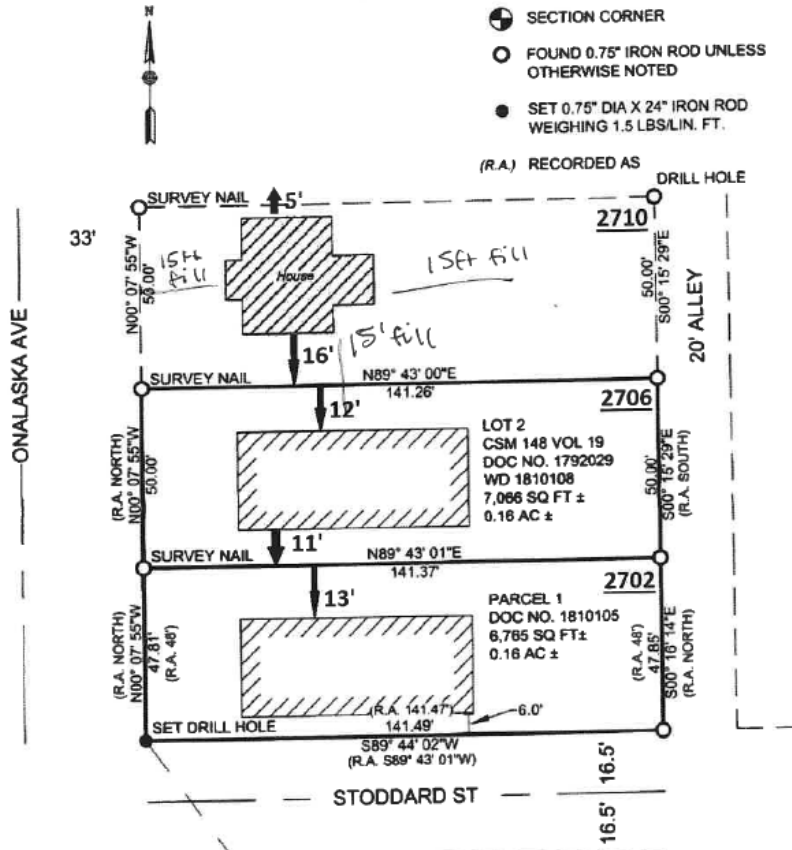 N
SECTION CORNER
FOUND 0.75" IRON ROD UNLESS
OTHERWISE NOTED
SET 0.75" DIA X 24" IRON ROD
WEIGHING 1.5 LBS/LIN. FT.
(R.A.) RECORDED AS
DRILL HOLE
SURVEY NAIL
5'
2710
33'
N00° 07' 55"W
50.00'
15ft
fill
House
15ft fill
50.00'
S00° 15' 29"E
20' ALLEY
ONALASKA AVE
16'
15' fill
SURVEY NAIL
N89° 43' 00"E
141.26'
12'
2706
(R.A. NORTH)
N00° 07' 55"W
50.00'
LOT 2
CSM 148 VOL 19
DOC NO. 1792029
WD 1810108
7,066 SQ FT ±
0.16 AC ±
50.00'
S00° 15' 29"E
(R.A. SOUTH)
11'
SURVEY NAIL
N89° 43' 01"E
141.37'
13'
2702
(R.A. NORTH)
N00° 07' 55"W
47.81'
(R.A. 48')
PARCEL 1
DOC NO. 1810105
6,765 SQ FT±
0.16 AC ±
(R.A. 48')
47.85'
S00° 16' 14"E
(R.A. NORTH)
(R.A. 141.47')
6.0'
SET DRILL HOLE
141.49'
S89° 44' 02"W
(R.A. S89° 43' 01"W)
16.5'
STODDARD ST
16.5'